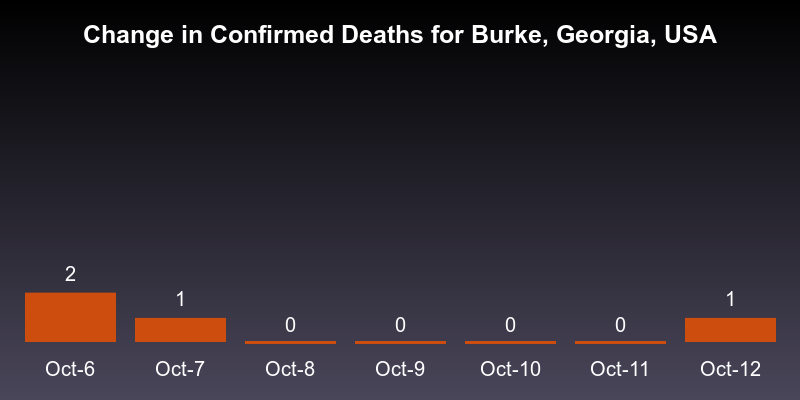 Change in Confirmed Deaths for Burke, Georgia, USA
2
1
0
0
0
0
1
Oct-6
Oct-7
Oct-8
Oct-9
Oct-10
Oct-11
Oct-12